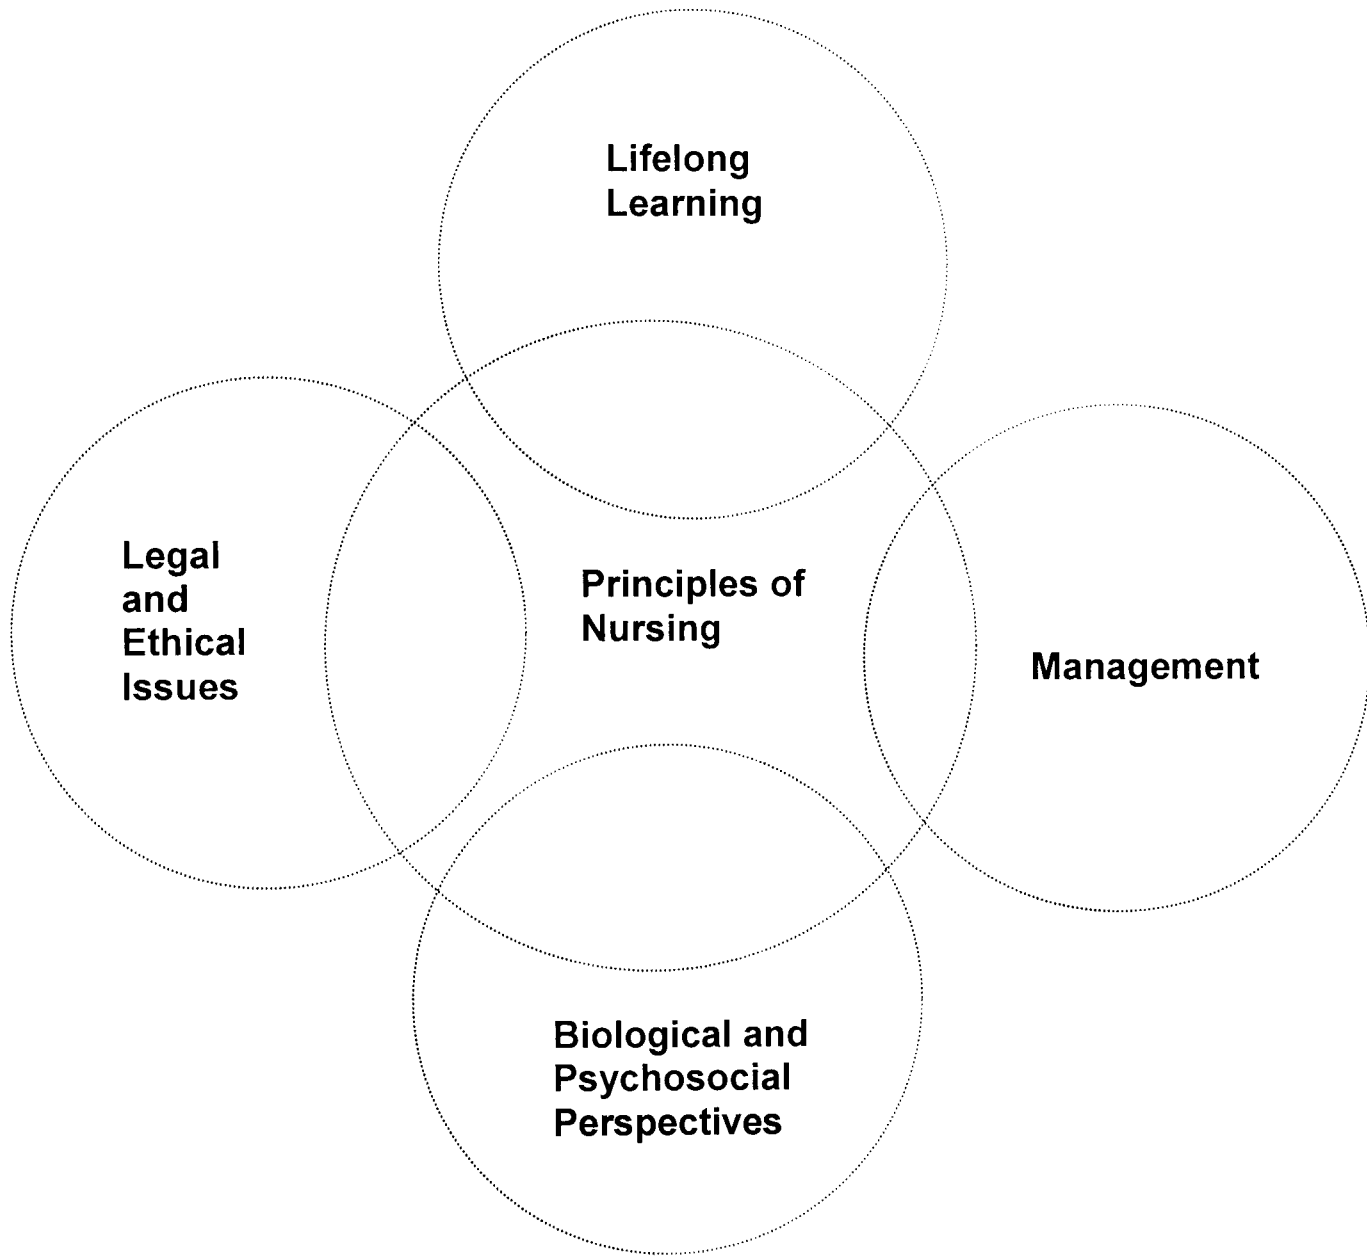 Lifelong
Learning
Legal
and
Ethical
Issues
Principles of
Nursing
Management
Biological and
Psychosocial
Perspectives